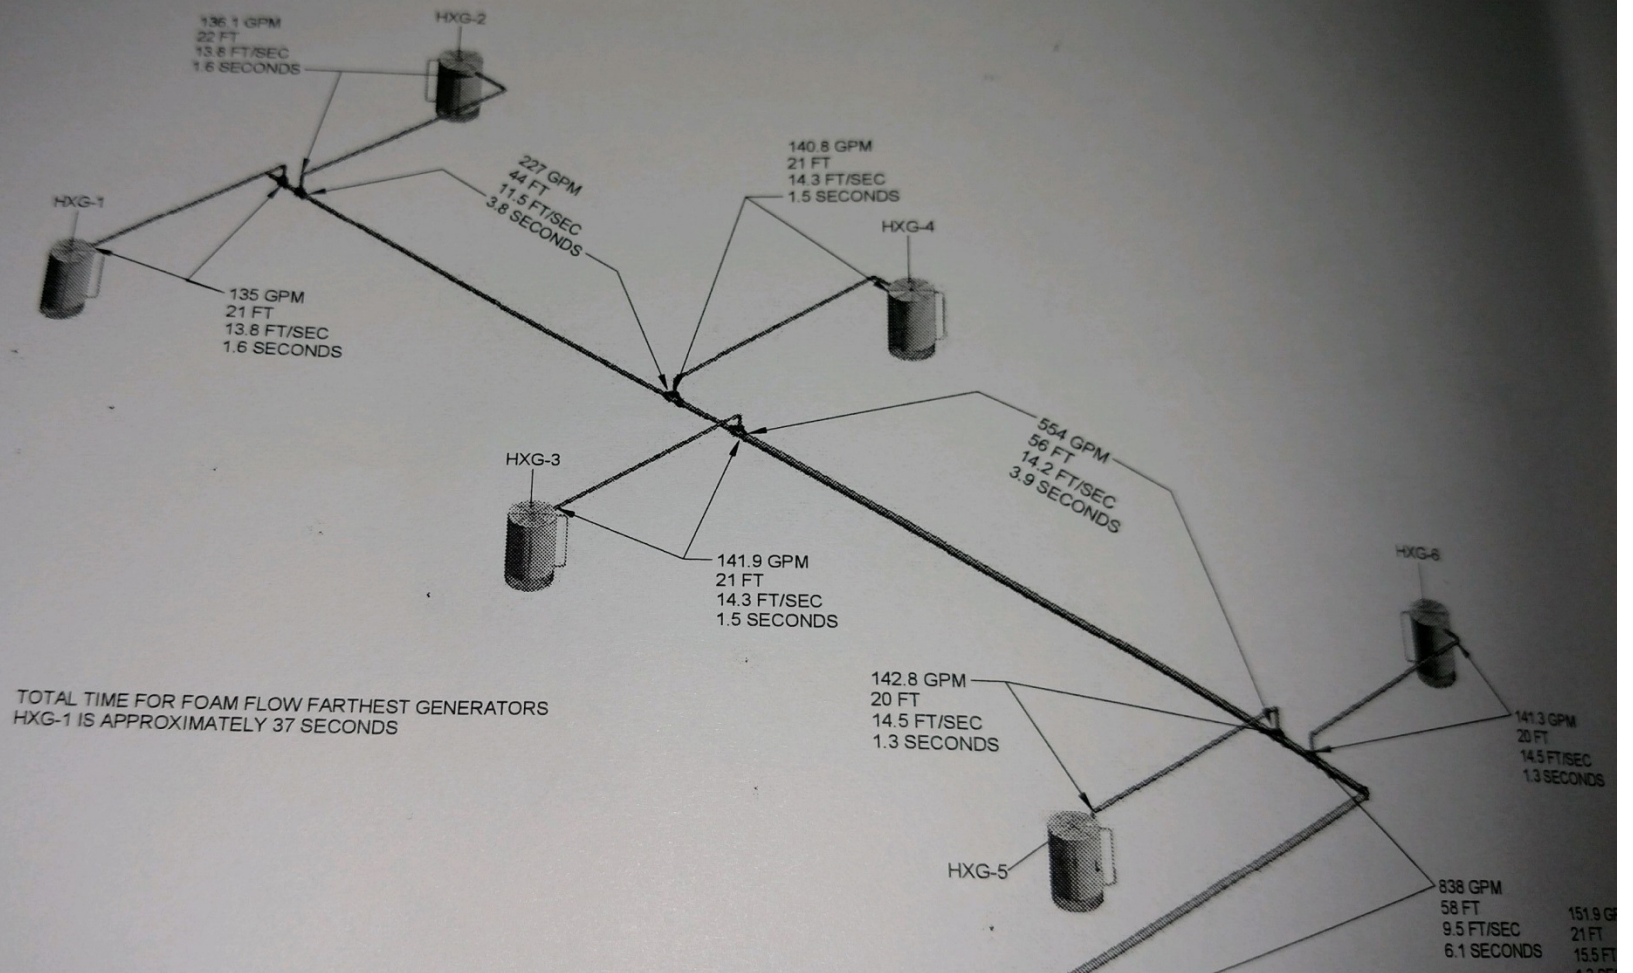 136.1 GPM
22 FT
13.8 FT/SEC
1.6 SECONDS
HXG-2
HXG-1
135 GPM
21 FT
13.8 FT/SEC
1.6 SECONDS
227 GPM
44 FT
11.5 FT/SEC
3.8 SECONDS
140.8 GPM
21 FT
14.3 FT/SEC
1.5 SECONDS
HXG-4
HXG-3
141.9 GPM
21 FT
14.3 FT/SEC
1.5 SECONDS
554 GPM
56 FT
14.2 FT/SEC
3.9 SECONDS
HXG-6
141.3 GPM
20 FT
14.5 FT/SEC
1.3 SECONDS
142.8 GPM
20 FT
14.5 FT/SEC
1.3 SECONDS
HXG-5
TOTAL TIME FOR FOAM FLOW FARTHEST GENERATORS
HXG-1 IS APPROXIMATELY 37 SECONDS
838 GPM
58 FT
9.5 FT/SEC
6.1 SECONDS
151.9
21 FT
15.5